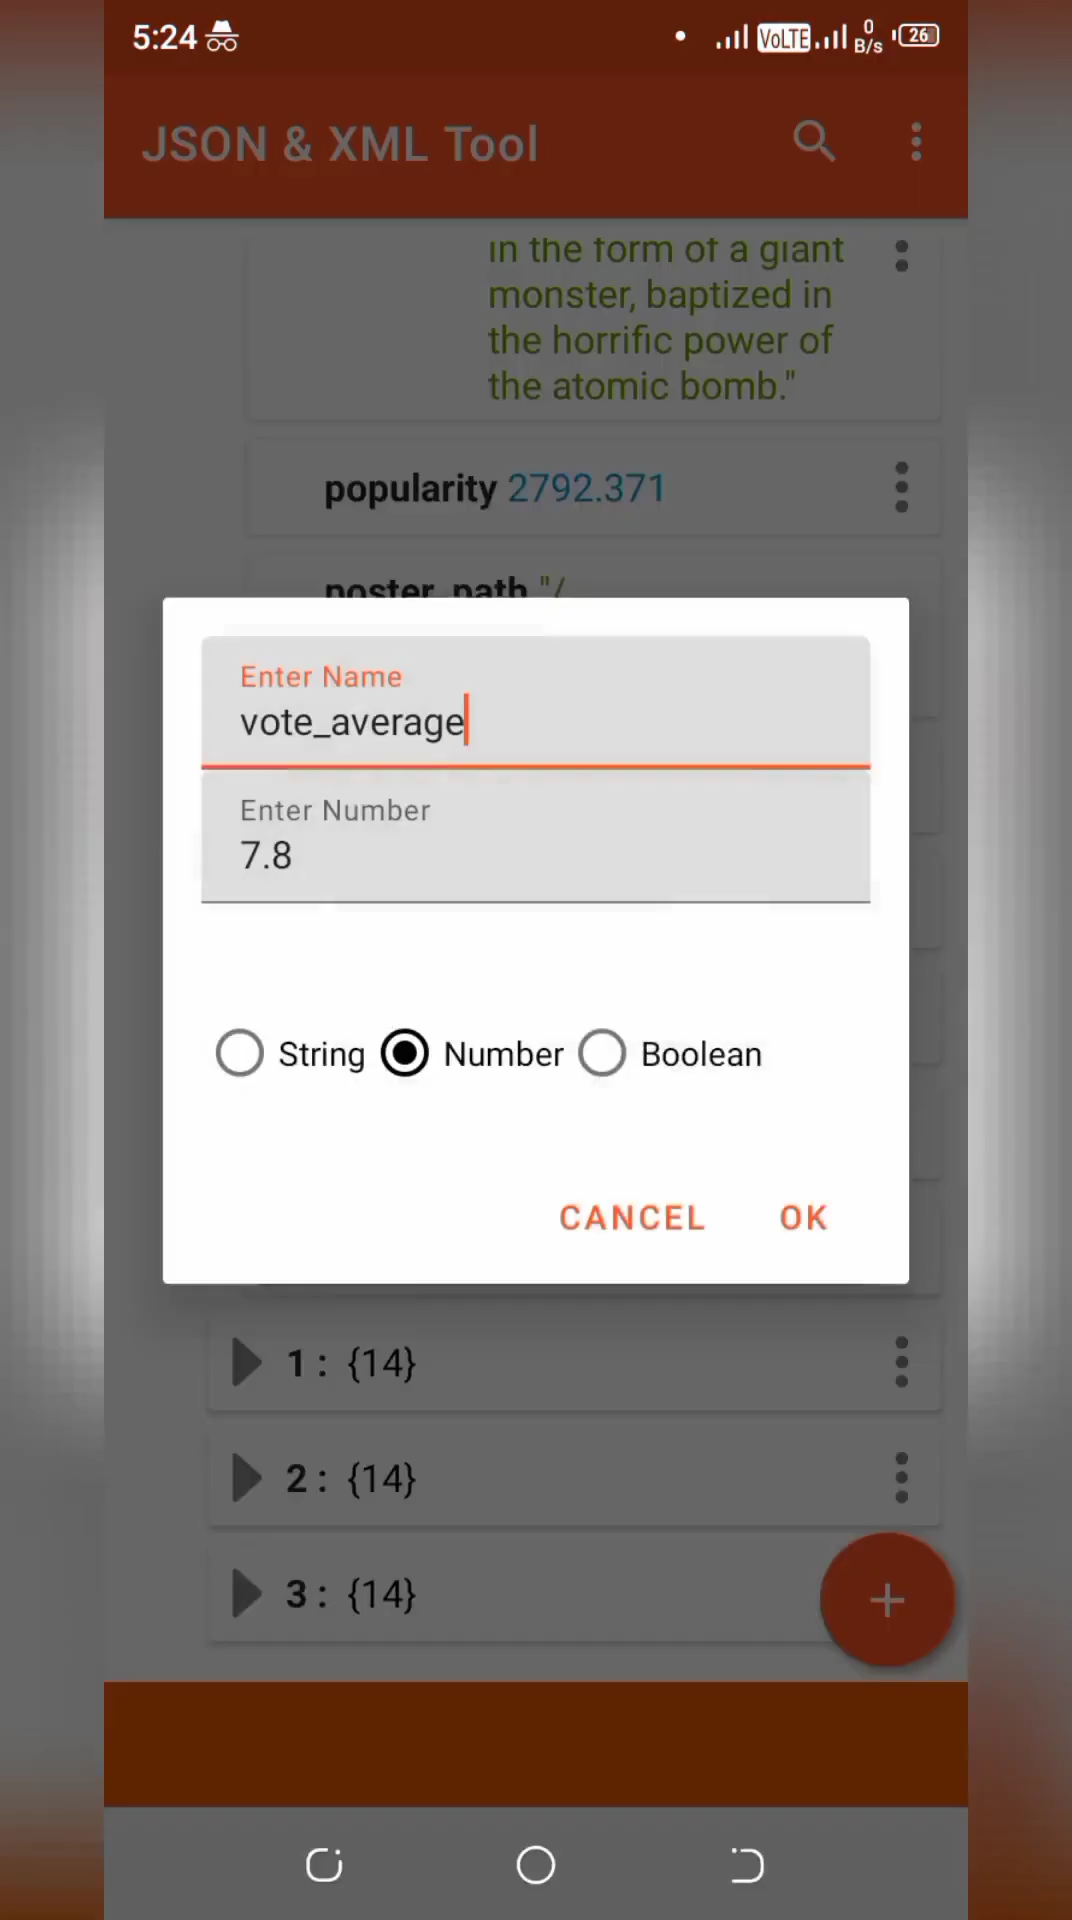 5:24 VoLTE 0 B/s 26
JSON & XML Tool
in the form of a giant
monster, baptized in
the horrific power of
the atomic bomb."
popularity 2792.371
poster_path "/
Enter Name
vote_average
Enter Number
7.8
String Number Boolean
CANCEL OK
1 : {14}
2 : {14}
3 : {14}
+